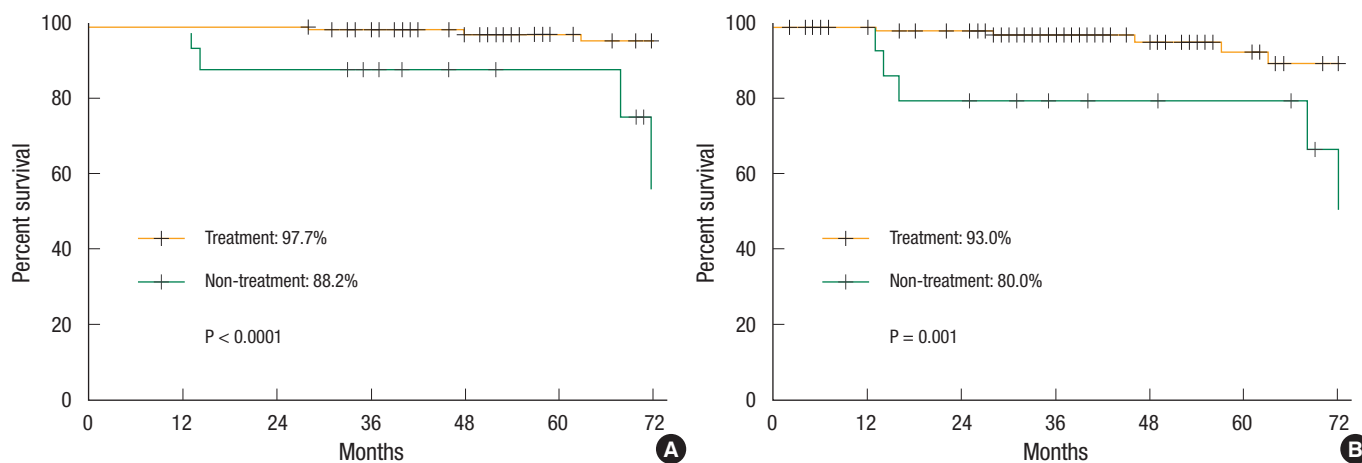 Percent survival
100
80
60
40
20
0
Treatment: 97.7%
Non-treatment: 88.2%
P < 0.0001
0 12 24 36 48 60 72
Months
A
Percent survival
100
80
60
40
20
0
Treatment: 93.0%
Non-treatment: 80.0%
P = 0.001
0 12 24 36 48 60 72
Months
B